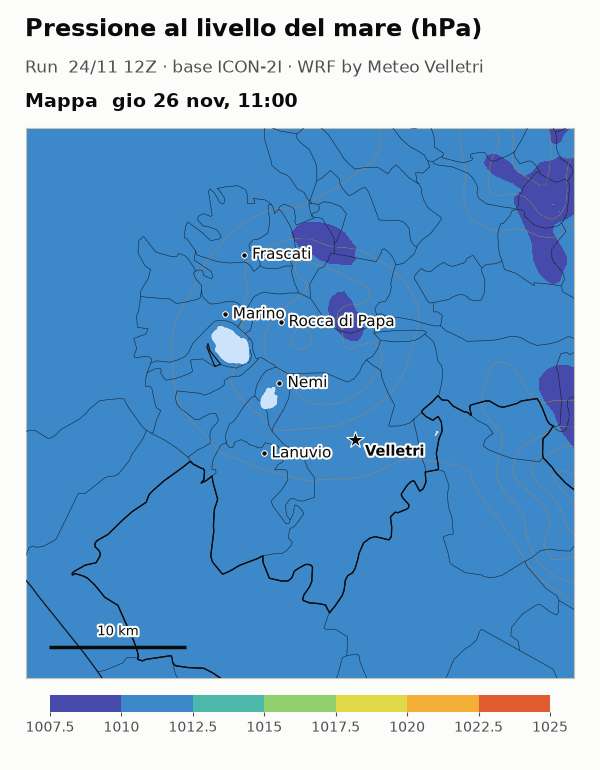 Pressione al livello del mare (hPa)
Run  24/11 12Z · base ICON-2I · WRF by Meteo Velletri
Mappa  gio 26 nov, 11:00
Frascati
Marino
Rocca di Papa
Nemi
Velletri
Lanuvio
10 km
1007.5 1010 1012.5 1015 1017.5 1020 1022.5 1025